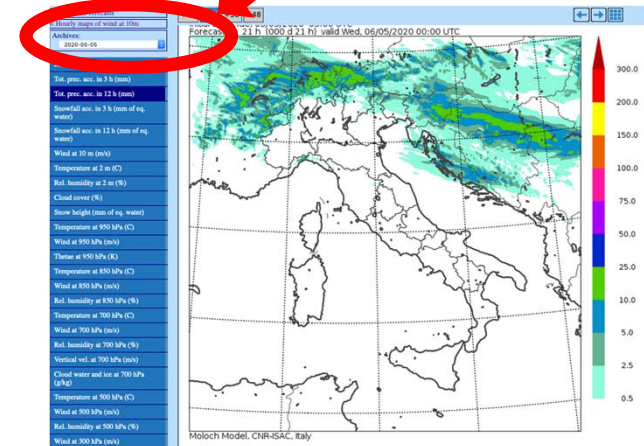 Hourly maps of wind at 10m
Archives:
2020-05-05
Forecast
21 h (000 d 21 h) valid Wed, 06/05/2020 00:00 UTC
Tot. prec. acc. in 3 h (mm)
Tot. prec. acc. in 12 h (mm)
Snowfall acc. in 3 h (mm of eq.
water)
Snowfall acc. in 12 h (mm of eq.
water)
Wind at 10 m (m/s)
Temperature at 2 m (C)
Rel. humidity at 2 m (%)
Cloud cover (%)
Snow height (mm of eq. water)
Temperature at 950 hPa (C)
Wind at 950 hPa (m/s)
Thetae at 950 hPa (K)
Temperature at 850 hPa (C)
Wind at 850 hPa (m/s)
Rel. humidity at 850 hPa (%)
Temperature at 700 hPa (C)
Wind at 700 hPa (m/s)
Rel. humidity at 700 hPa (%)
Vertical vel. at 700 hPa (m/s)
Cloud water and ice at 700 hPa
(g/kg)
Temperature at 500 hPa (C)
Wind at 500 hPa (m/s)
Rel. humidity at 500 hPa (%)
Wind at 300 hPa (m/s)
300.0
200.0
150.0
100.0
75.0
50.0
25.0
10.0
5.0
2.5
0.5
Moloch Model, CNR-ISAC, Italy